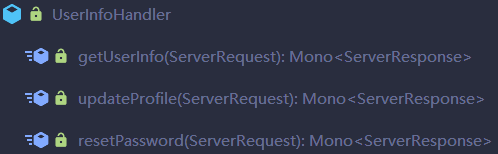 UserInfoHandler
getUserInfo(ServerRequest): Mono<ServerResponse>
updateProfile(ServerRequest): Mono<ServerResponse>
resetPassword(ServerRequest): Mono<ServerResponse>